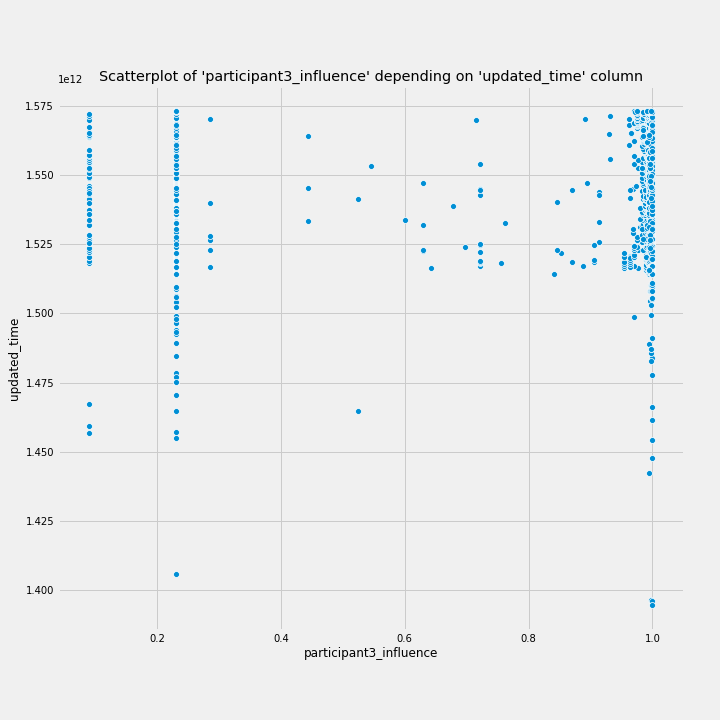 Scatterplot of 'participant3_influence' depending on 'updated_time' column
1e12
1.575
1.550
1.525
1.500
1.475
1.450
1.425
1.400
updated_time
0.2 0.4 0.6 0.8 1.0
participant3_influence